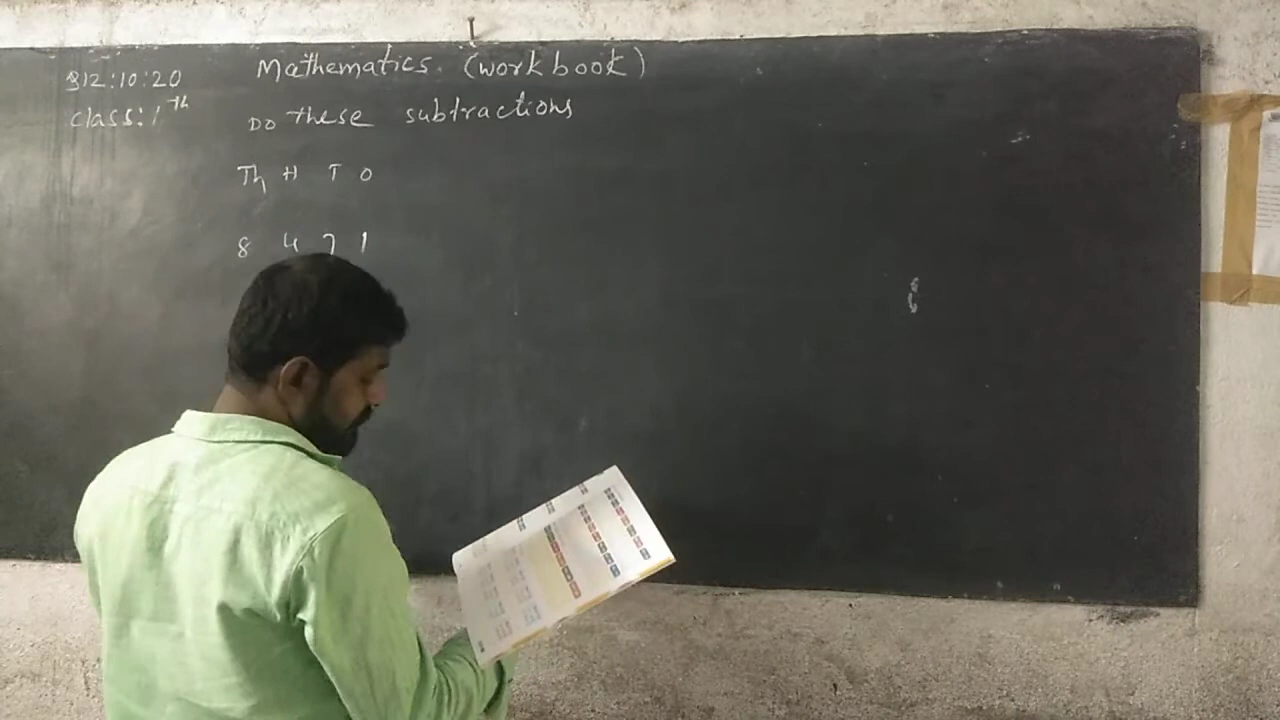 312:10:20
Mathematics. (workbook)
class:1th
Do these subtractions
Th H T O
8 4 7 1